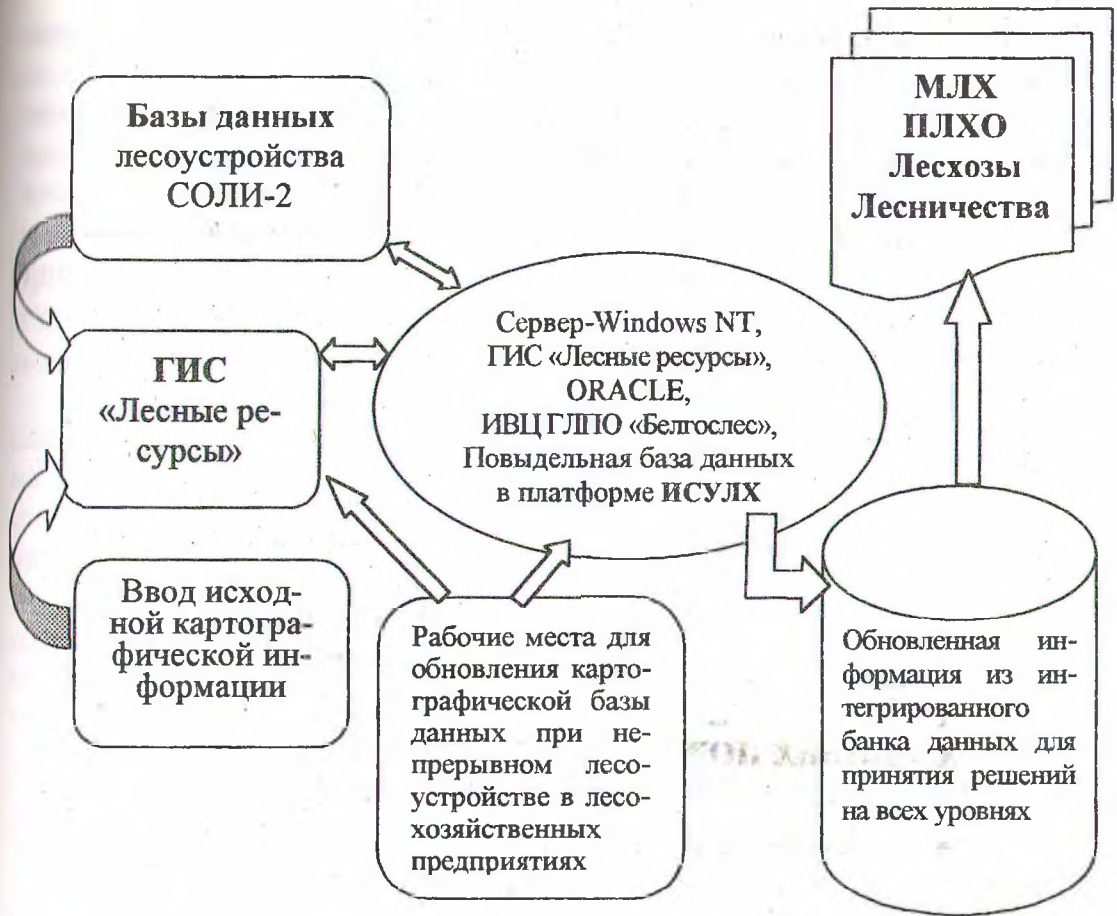 Базы данных
лесоустройства
СОЛИ-2
МЛХ
ПЛХО
Лесхозы
Лесничества
ГИС
«Лесные ре-
сурсы»
Сервер-Windows NT,
ГИС «Лесные ресурсы»,
ORACLE,
ИВЦ ГЛПО «Белгослес»,
Повыдельная база данных
в платформе ИСУЛХ
Ввод исход-
ной картогра-
фической ин-
формации
Рабочие места для
обновления карто-
графической базы
данных при не-
прерывном лесо-
устройстве в лесо-
хозяйственных
предприятиях
Обновленная ин-
формация из ин-
тегрированного
банка данных для
принятия решений
на всех уровнях